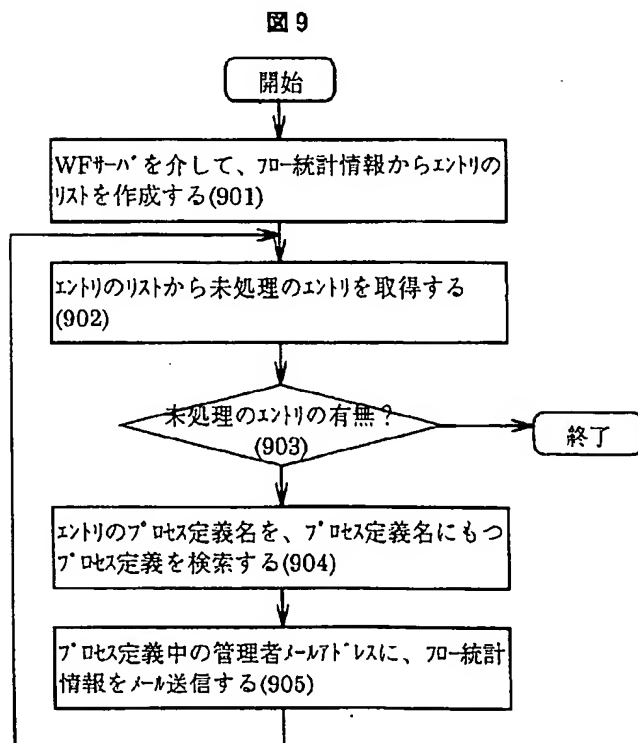 図9
開始
WFｻｰﾊﾞを介して、ﾌﾛｰ統計情報からｴﾝﾄﾘの
ﾘｽﾄを作成する(901)
ｴﾝﾄﾘのﾘｽﾄから未処理のｴﾝﾄﾘを取得する
(902)
未処理のｴﾝﾄﾘの有無？
(903)
終了
ｴﾝﾄﾘのﾌﾟﾛｾｽ定義名を、ﾌﾟﾛｾｽ定義名にもつ
ﾌﾟﾛｾｽ定義を検索する(904)
ﾌﾟﾛｾｽ定義中の管理者ﾒｰﾙｱﾄﾞﾚｽに、ﾌﾛｰ統計
情報をﾒｰﾙ送信する(905)